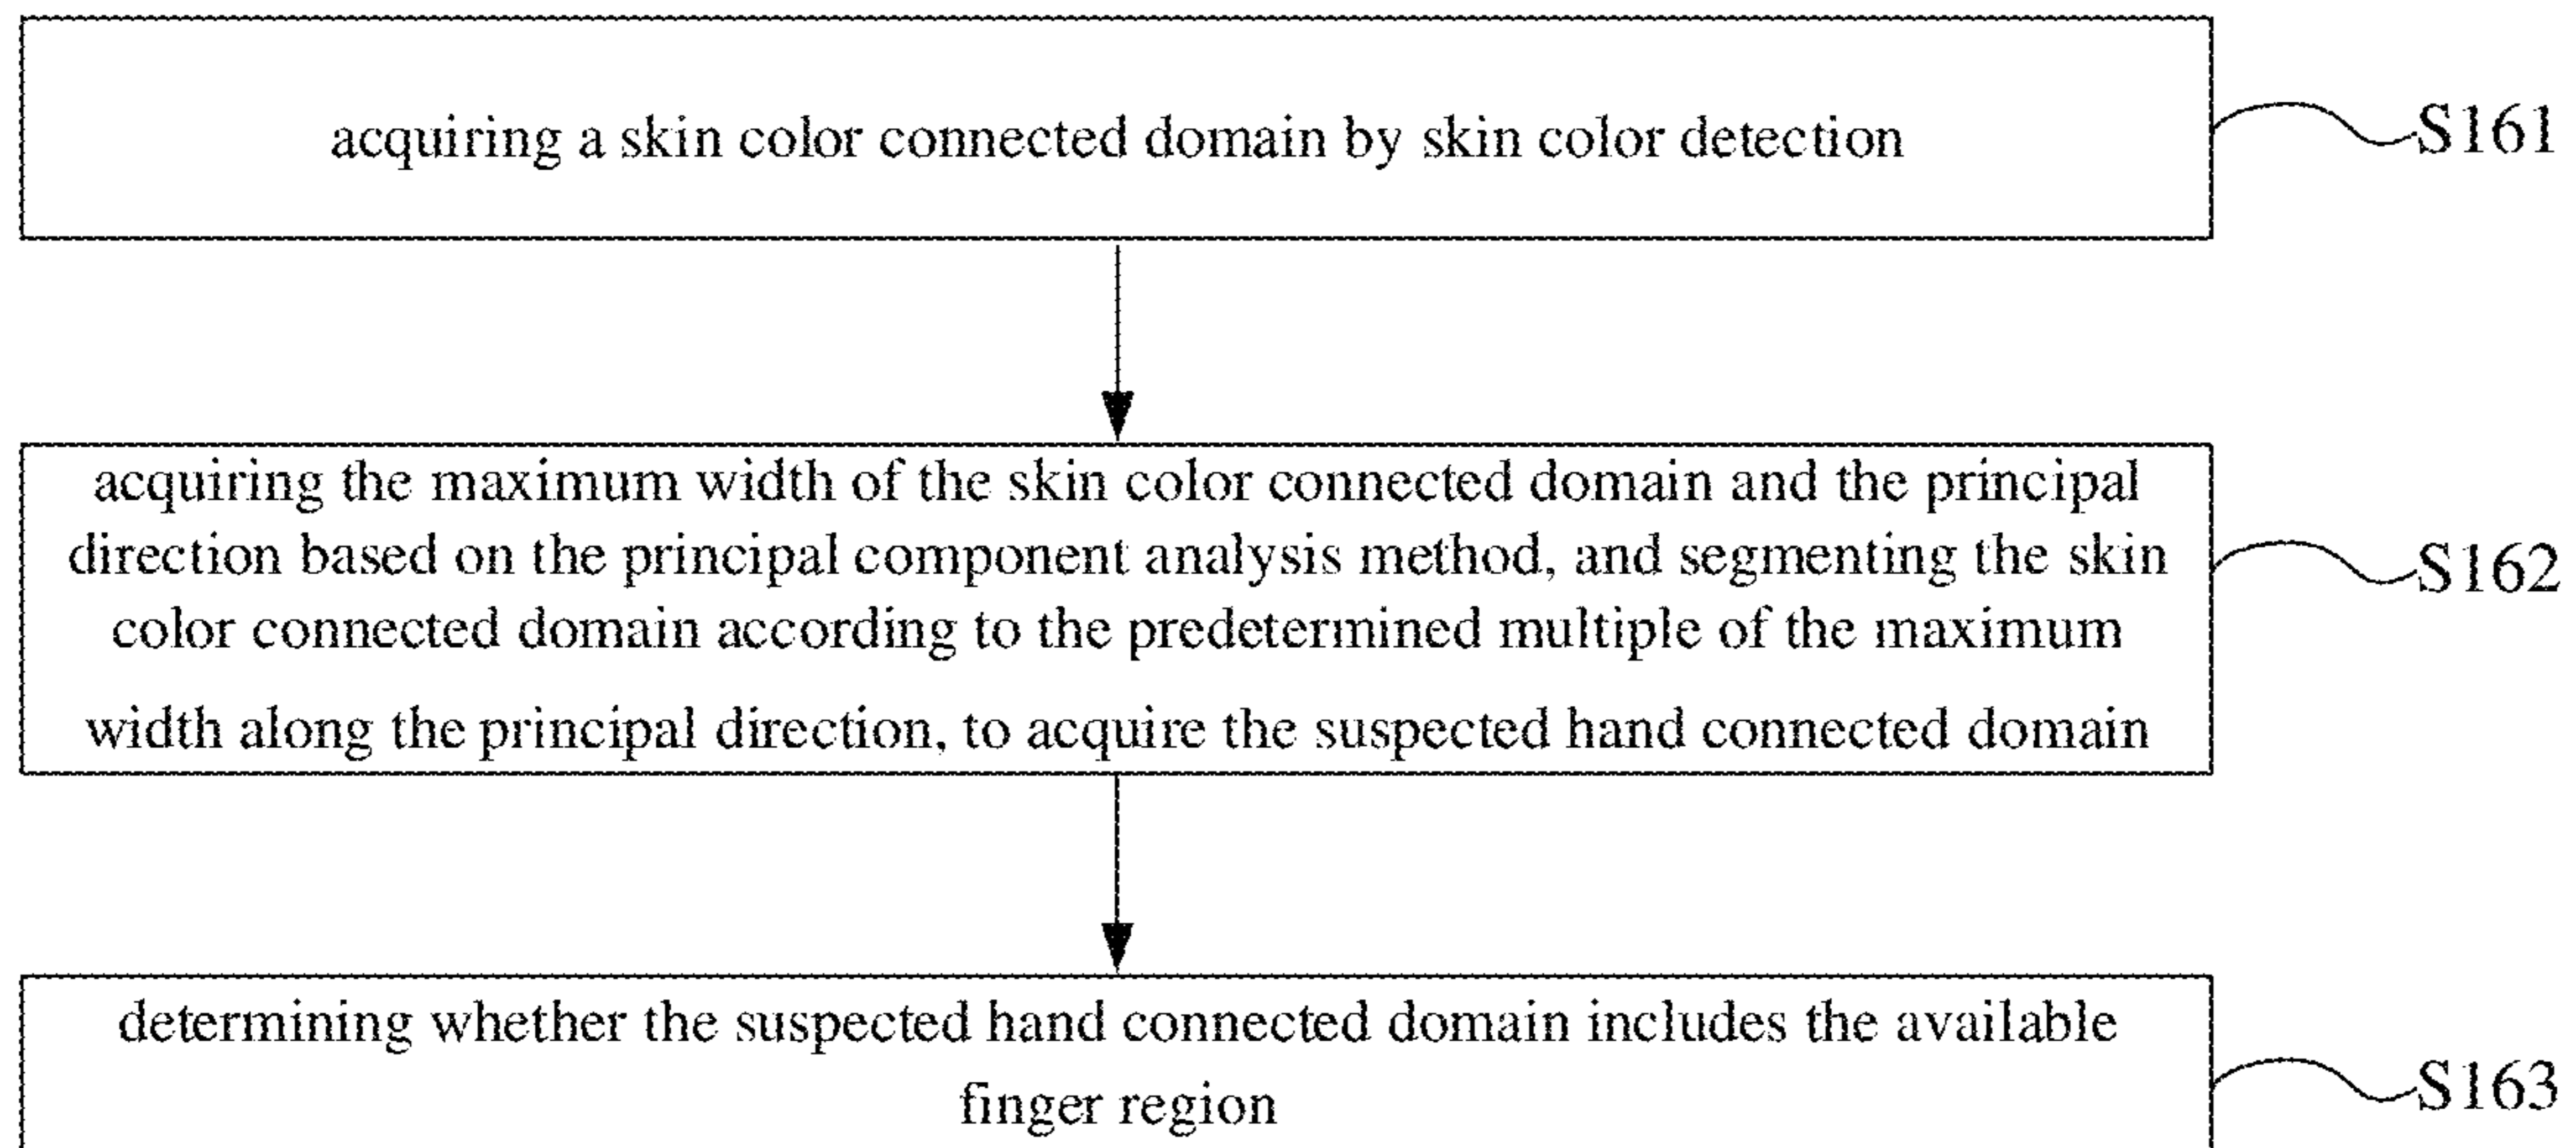 acquiring a skin color connected domain by skin color detection
S161
acquiring the maximum width of the skin color connected domain and the principal
direction based on the principal component analysis method, and segmenting the skin
color connected domain according to the predetermined multiple of the maximum
width along the principal direction, to acquire the suspected hand connected domain
S162
determining whether the suspected hand connected domain includes the available
finger region
S163